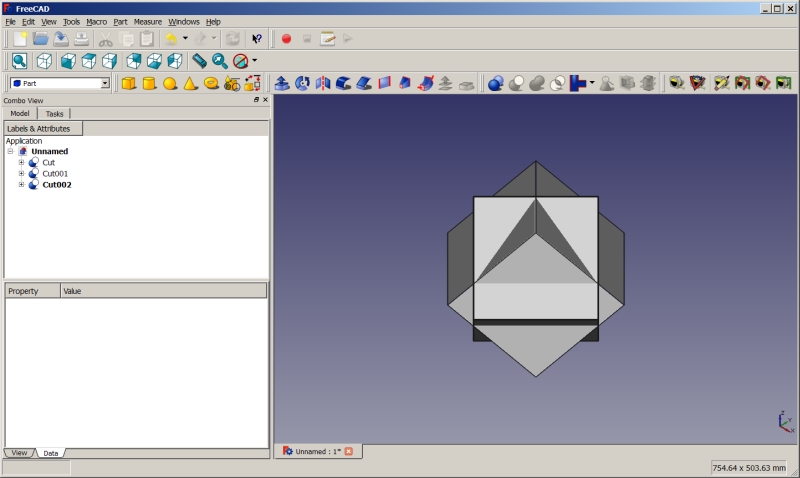 FreeCAD
File Edit View Tools Macro Part Measure Windows Help
Part
Combo View
Model Tasks
Labels & Attributes
Application
Unnamed
Cut
Cut001
Cut002
Property Value
View Data
Unnamed : 1*
Z
Y
X
754.64 x 503.63 mm